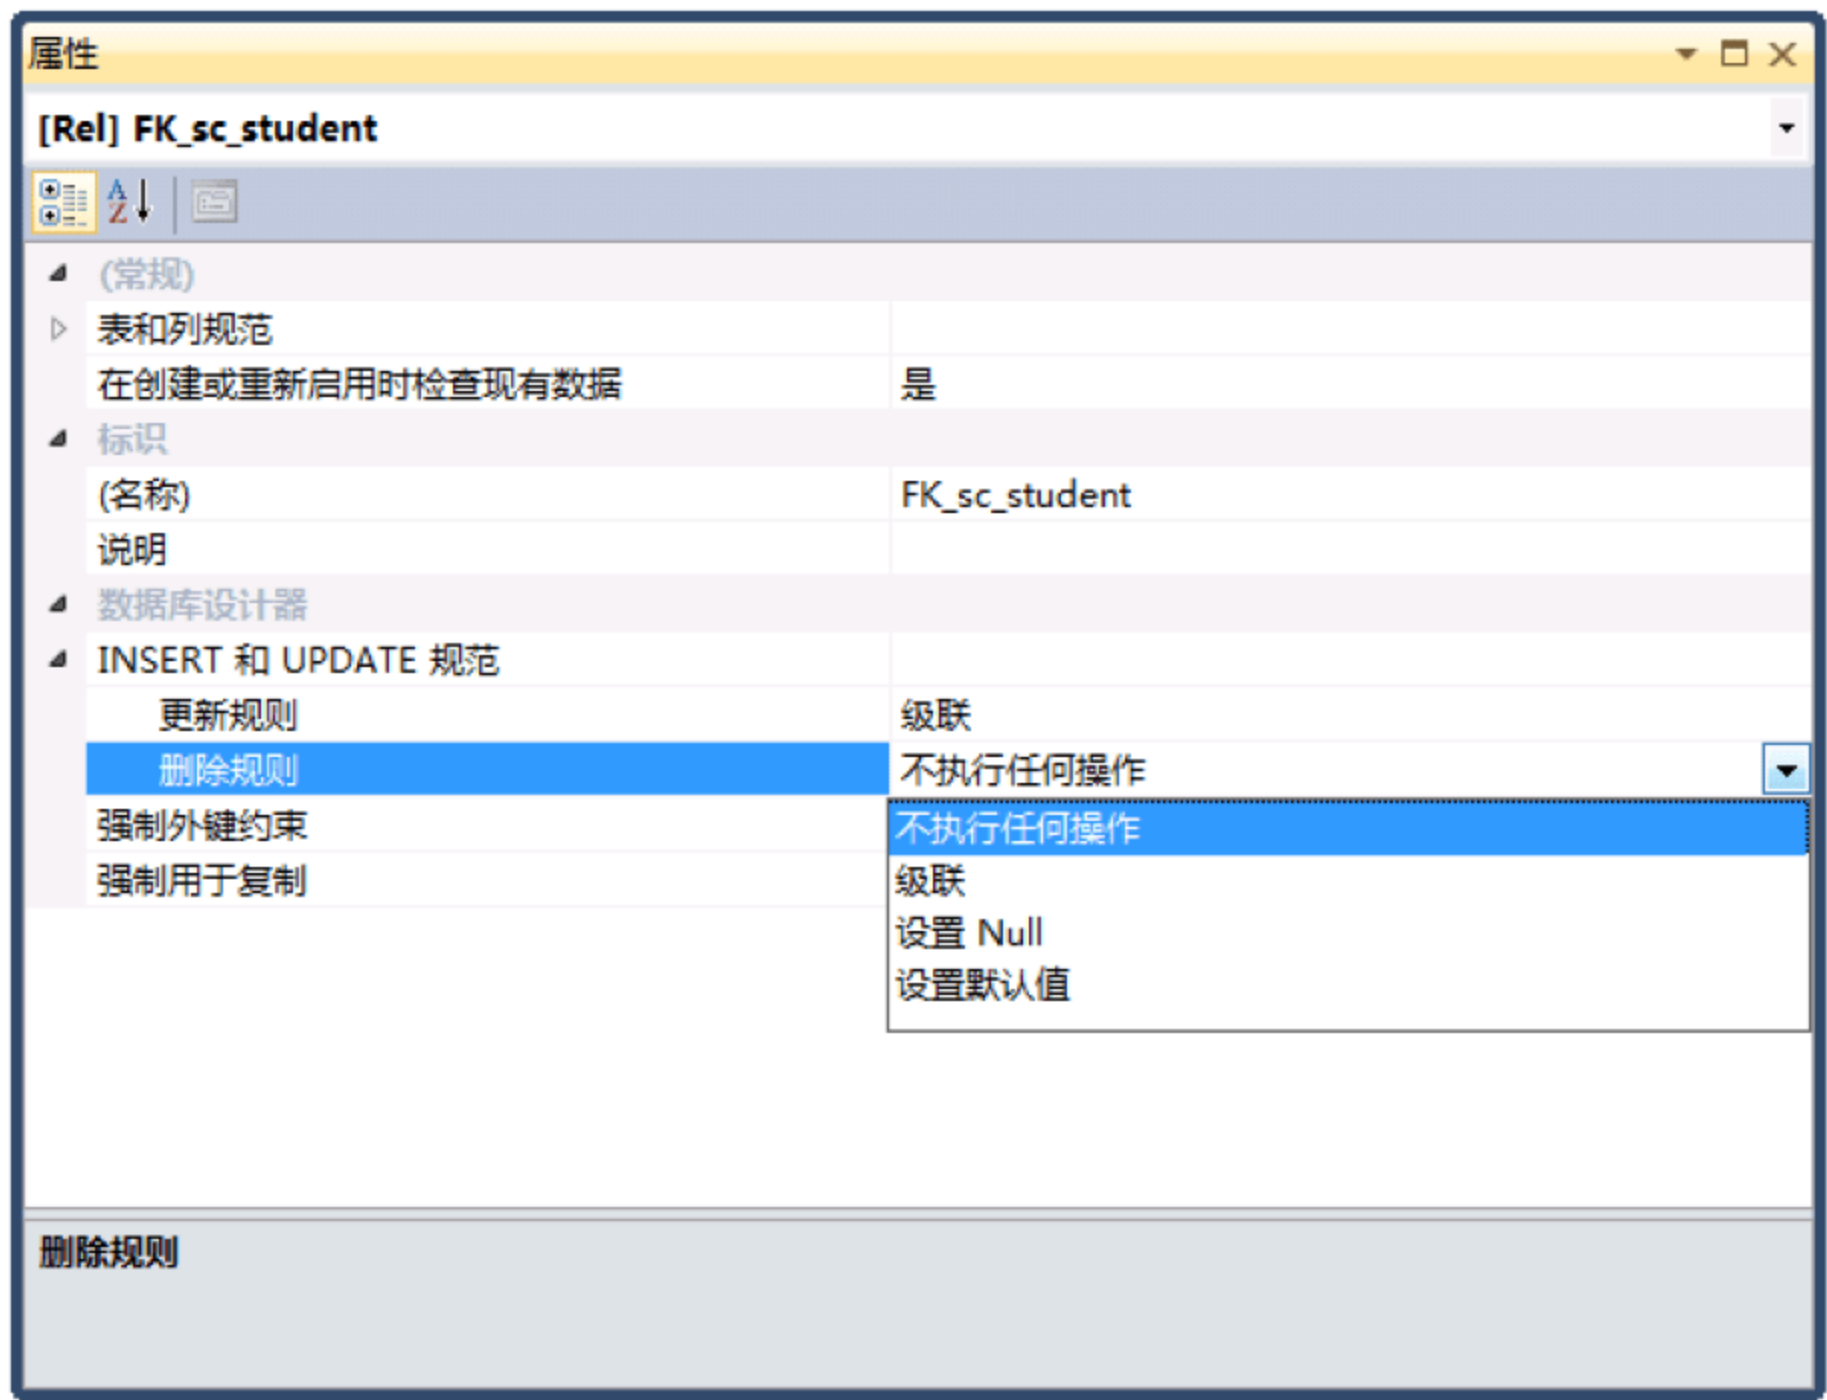 属性
[Rel] FK_sc_student
(常规)
表和列规范
在创建或重新启用时检查现有数据 是
标识
(名称) FK_sc_student
说明
数据库设计器
INSERT 和 UPDATE 规范
更新规则 级联
删除规则 不执行任何操作
强制外键约束 不执行任何操作
强制用于复制 级联
设置 Null
设置默认值
删除规则